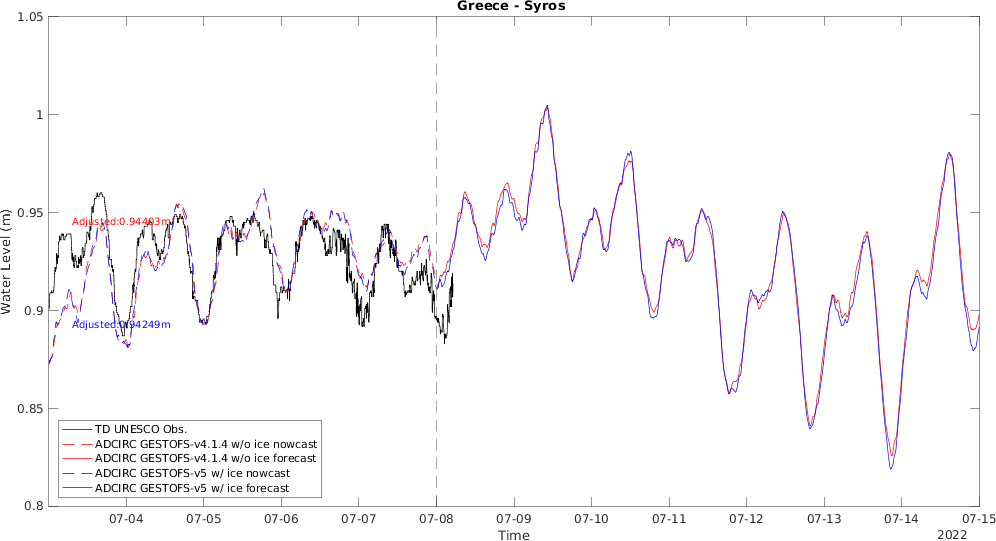 Greece - Syros
1.05
1
0.95
0.9
0.85
0.8
Water Level (m)
Adjusted:0.94403m
Adjusted:0.94249m
TD UNESCO Obs.
ADCIRC GESTOFS-v4.1.4 w/o ice nowcast
ADCIRC GESTOFS-v4.1.4 w/o ice forecast
ADCIRC GESTOFS-v5 w/ ice nowcast
ADCIRC GESTOFS-v5 w/ ice forecast
07-04 07-05 07-06 07-07 07-08 07-09 07-10 07-11 07-12 07-13 07-14 07-15
Time
2022